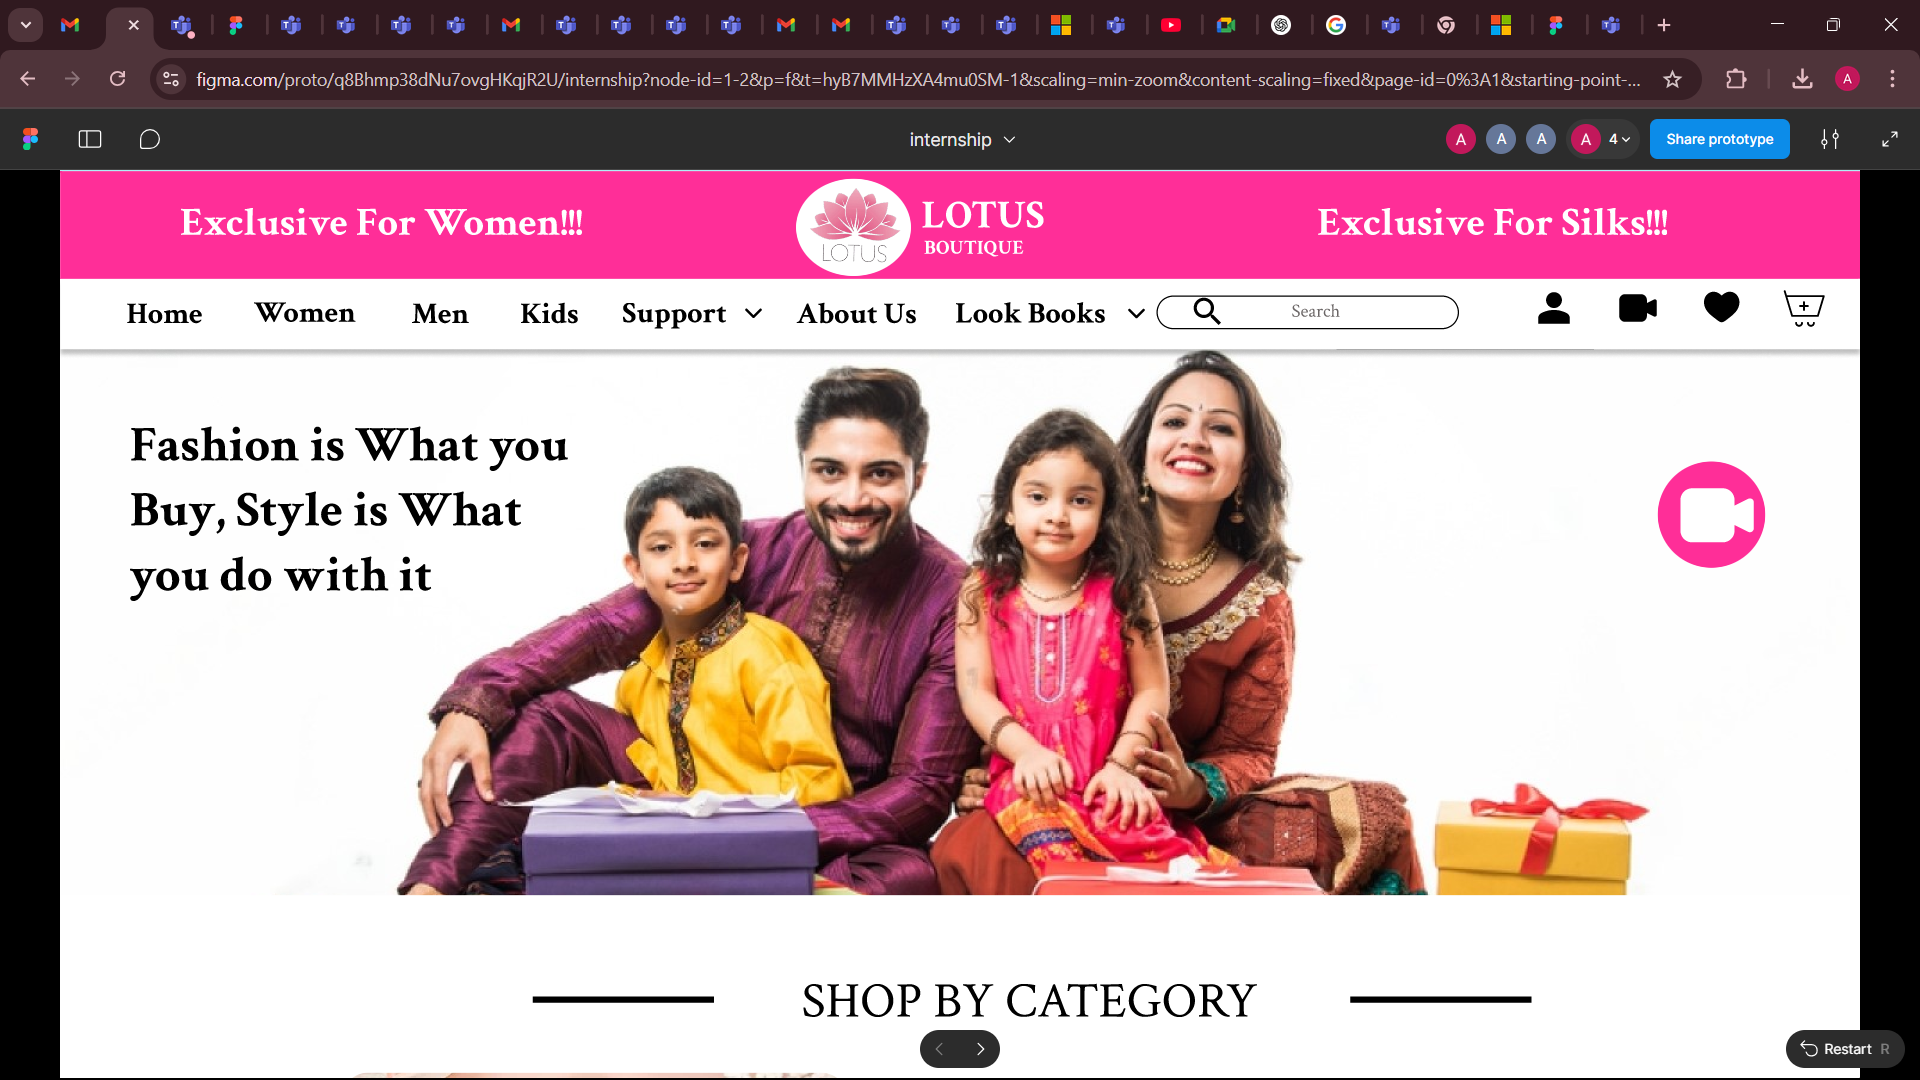 figma.com/proto/q8Bhmp38dNu7ovgHKqjR2U/internship?node-id=1-2&p=f&t=hyB7MMHzXA4mu0SM-1&scaling=min-zoom&content-scaling=fixed&page-id=0%3A1&starting-point-...
A
internship
A A A A 4
Share prototype
Exclusive For Women!!!
LOTUS
LOTUS
BOUTIQUE
Exclusive For Silks!!!
Home Women Men Kids Support About Us Look Books Search
Fashion is What you
Buy, Style is What
you do with it
SHOP BY CATEGORY
Restart R